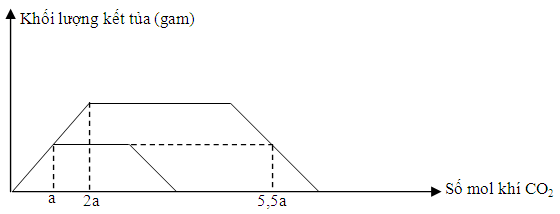 Khối lượng kết tủa (gam)
Số mol khí CO₂
a
2a
5,5a